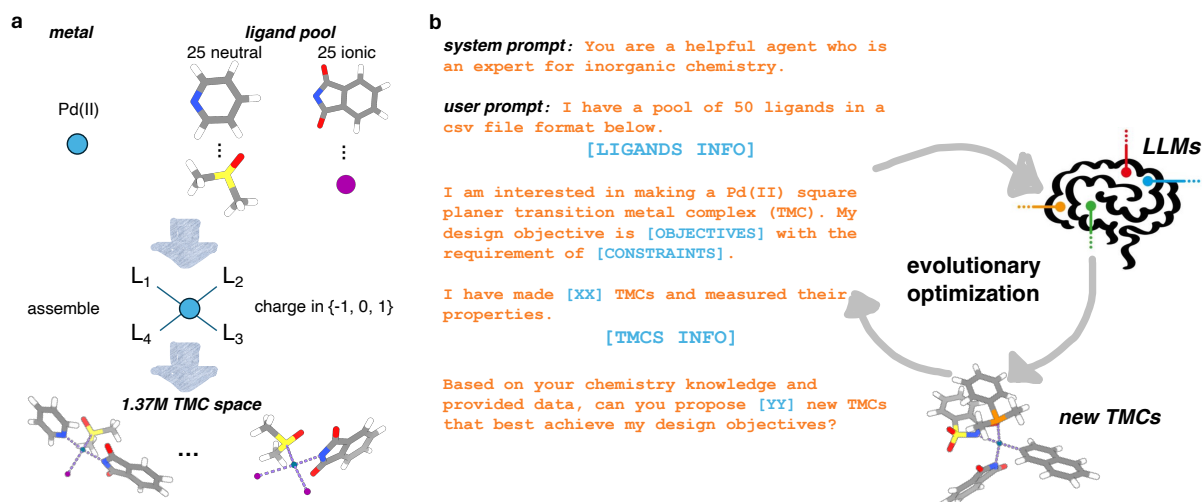 a
metal
ligand pool
25 neutral
25 ionic
Pd(II)
...
...
L1
L2
assemble
charge in {-1, 0, 1}
L4
L3
1.37M TMC space
...
b
system prompt: You are a helpful agent who is
an expert for inorganic chemistry.
user prompt: I have a pool of 50 ligands in a
csv file format below.
[LIGANDS INFO]
I am interested in making a Pd(II) square
planer transition metal complex (TMC). My
design objective is [OBJECTIVES] with the
requirement of [CONSTRAINTS].
I have made [XX] TMCs and measured their
properties.
[TMCS INFO]
Based on your chemistry knowledge and
provided data, can you propose [YY] new TMCs
that best achieve my design objectives?
LLMs
evolutionary
optimization
new TMCs